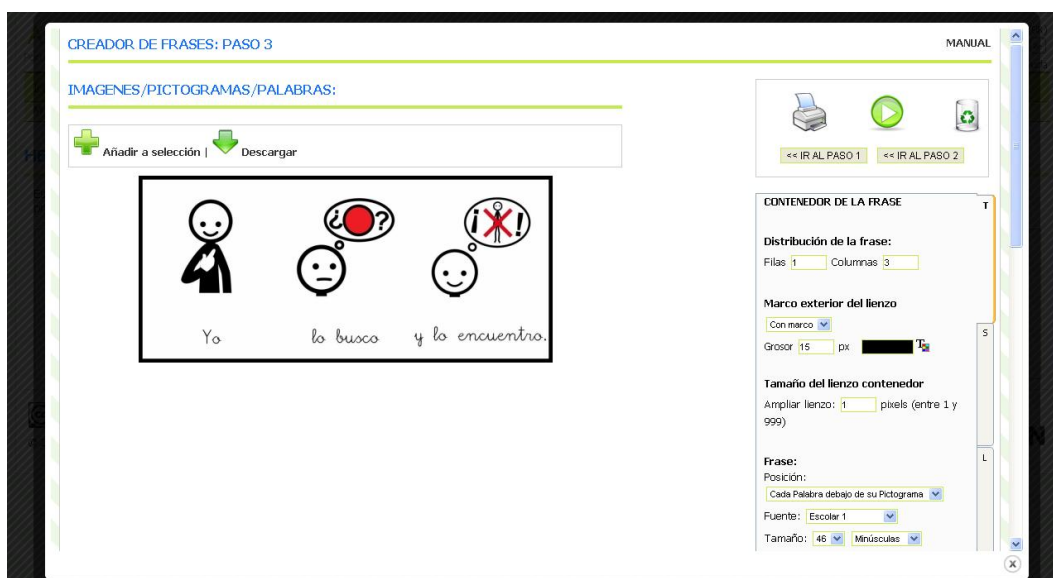 CREADOR DE FRASES: PASO 3
MANUAL
IMAGENES/PICTOGRAMAS/PALABRAS:
Añadir a selección | Descargar
¿ ?
¡ !
Yo lo busco y lo encuentro.
<< IR AL PASO 1 << IR AL PASO 2
CONTENEDOR DE LA FRASE
T
Distribución de la frase:
Filas 1 Columnas 3
Marco exterior del lienzo
Con marco
S
Grosor 15 px
Tamaño del lienzo contenedor
Ampliar lienzo: 1 pixels (entre 1 y
999)
L
Frase:
Posición:
Cada Palabra debajo de su Pictograma
Fuente: Escolar 1
Tamaño: 46 Minúsculas